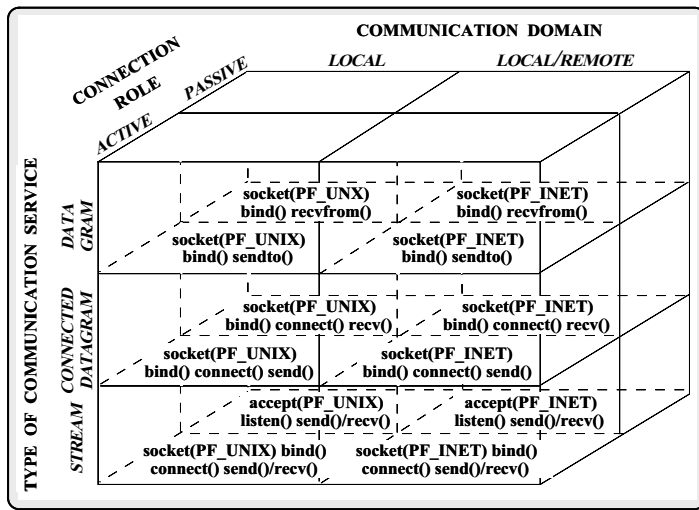 COMMUNICATION DOMAIN
CONNECTION
ROLE
LOCAL
LOCAL/REMOTE
PASSIVE
ACTIVE
TYPE OF COMMUNICATION SERVICE
DATA
GRAM
socket(PF_UNX)
bind() recvfrom()
socket(PF_INET)
bind() recvfrom()
socket(PF_UNIX)
bind() sendto()
socket(PF_INET)
bind() sendto()
CONNECTED
DATAGRAM
socket(PF_UNIX)
bind() connect() recv()
socket(PF_INET)
bind() connect() recv()
socket(PF_UNIX)
bind() connect() send()
socket(PF_INET)
bind() connect() send()
STREAM
accept(PF_UNIX)
listen() send()/recv()
accept(PF_INET)
listen() send()/recv()
socket(PF_UNIX) bind()
connect() send()/recv()
socket(PF_INET) bind()
connect() send()/recv()